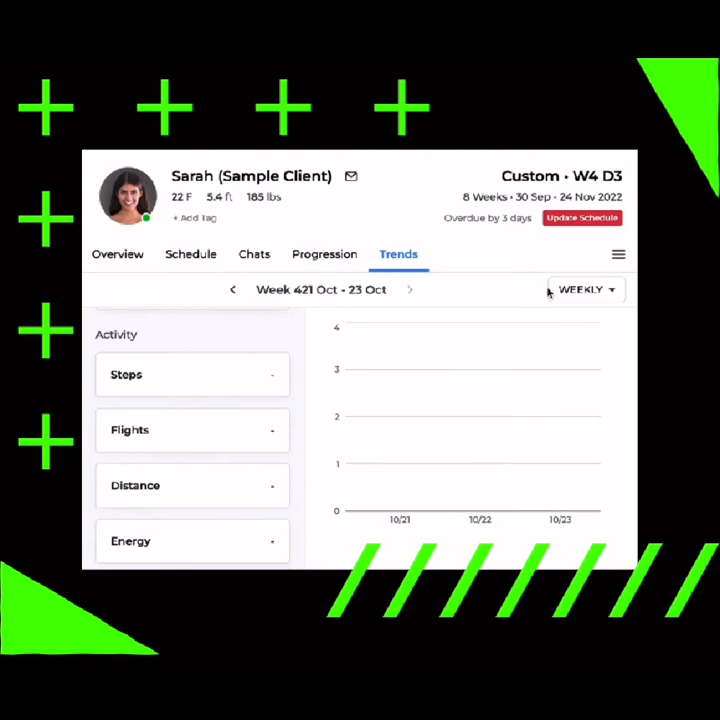 Sarah (Sample Client)
Custom • W4 D3
22 F 5.4 ft 185 lbs
8 Weeks • 30 Sep - 24 Nov 2022
+ Add Tag
Overdue by 3 days Update Schedule
Overview Schedule Chats Progression Trends
Week 421 Oct - 23 Oct
WEEKLY
Activity
Steps -
Flights -
Distance -
Energy -
4
3
2
1
0
10/21 10/22 10/23